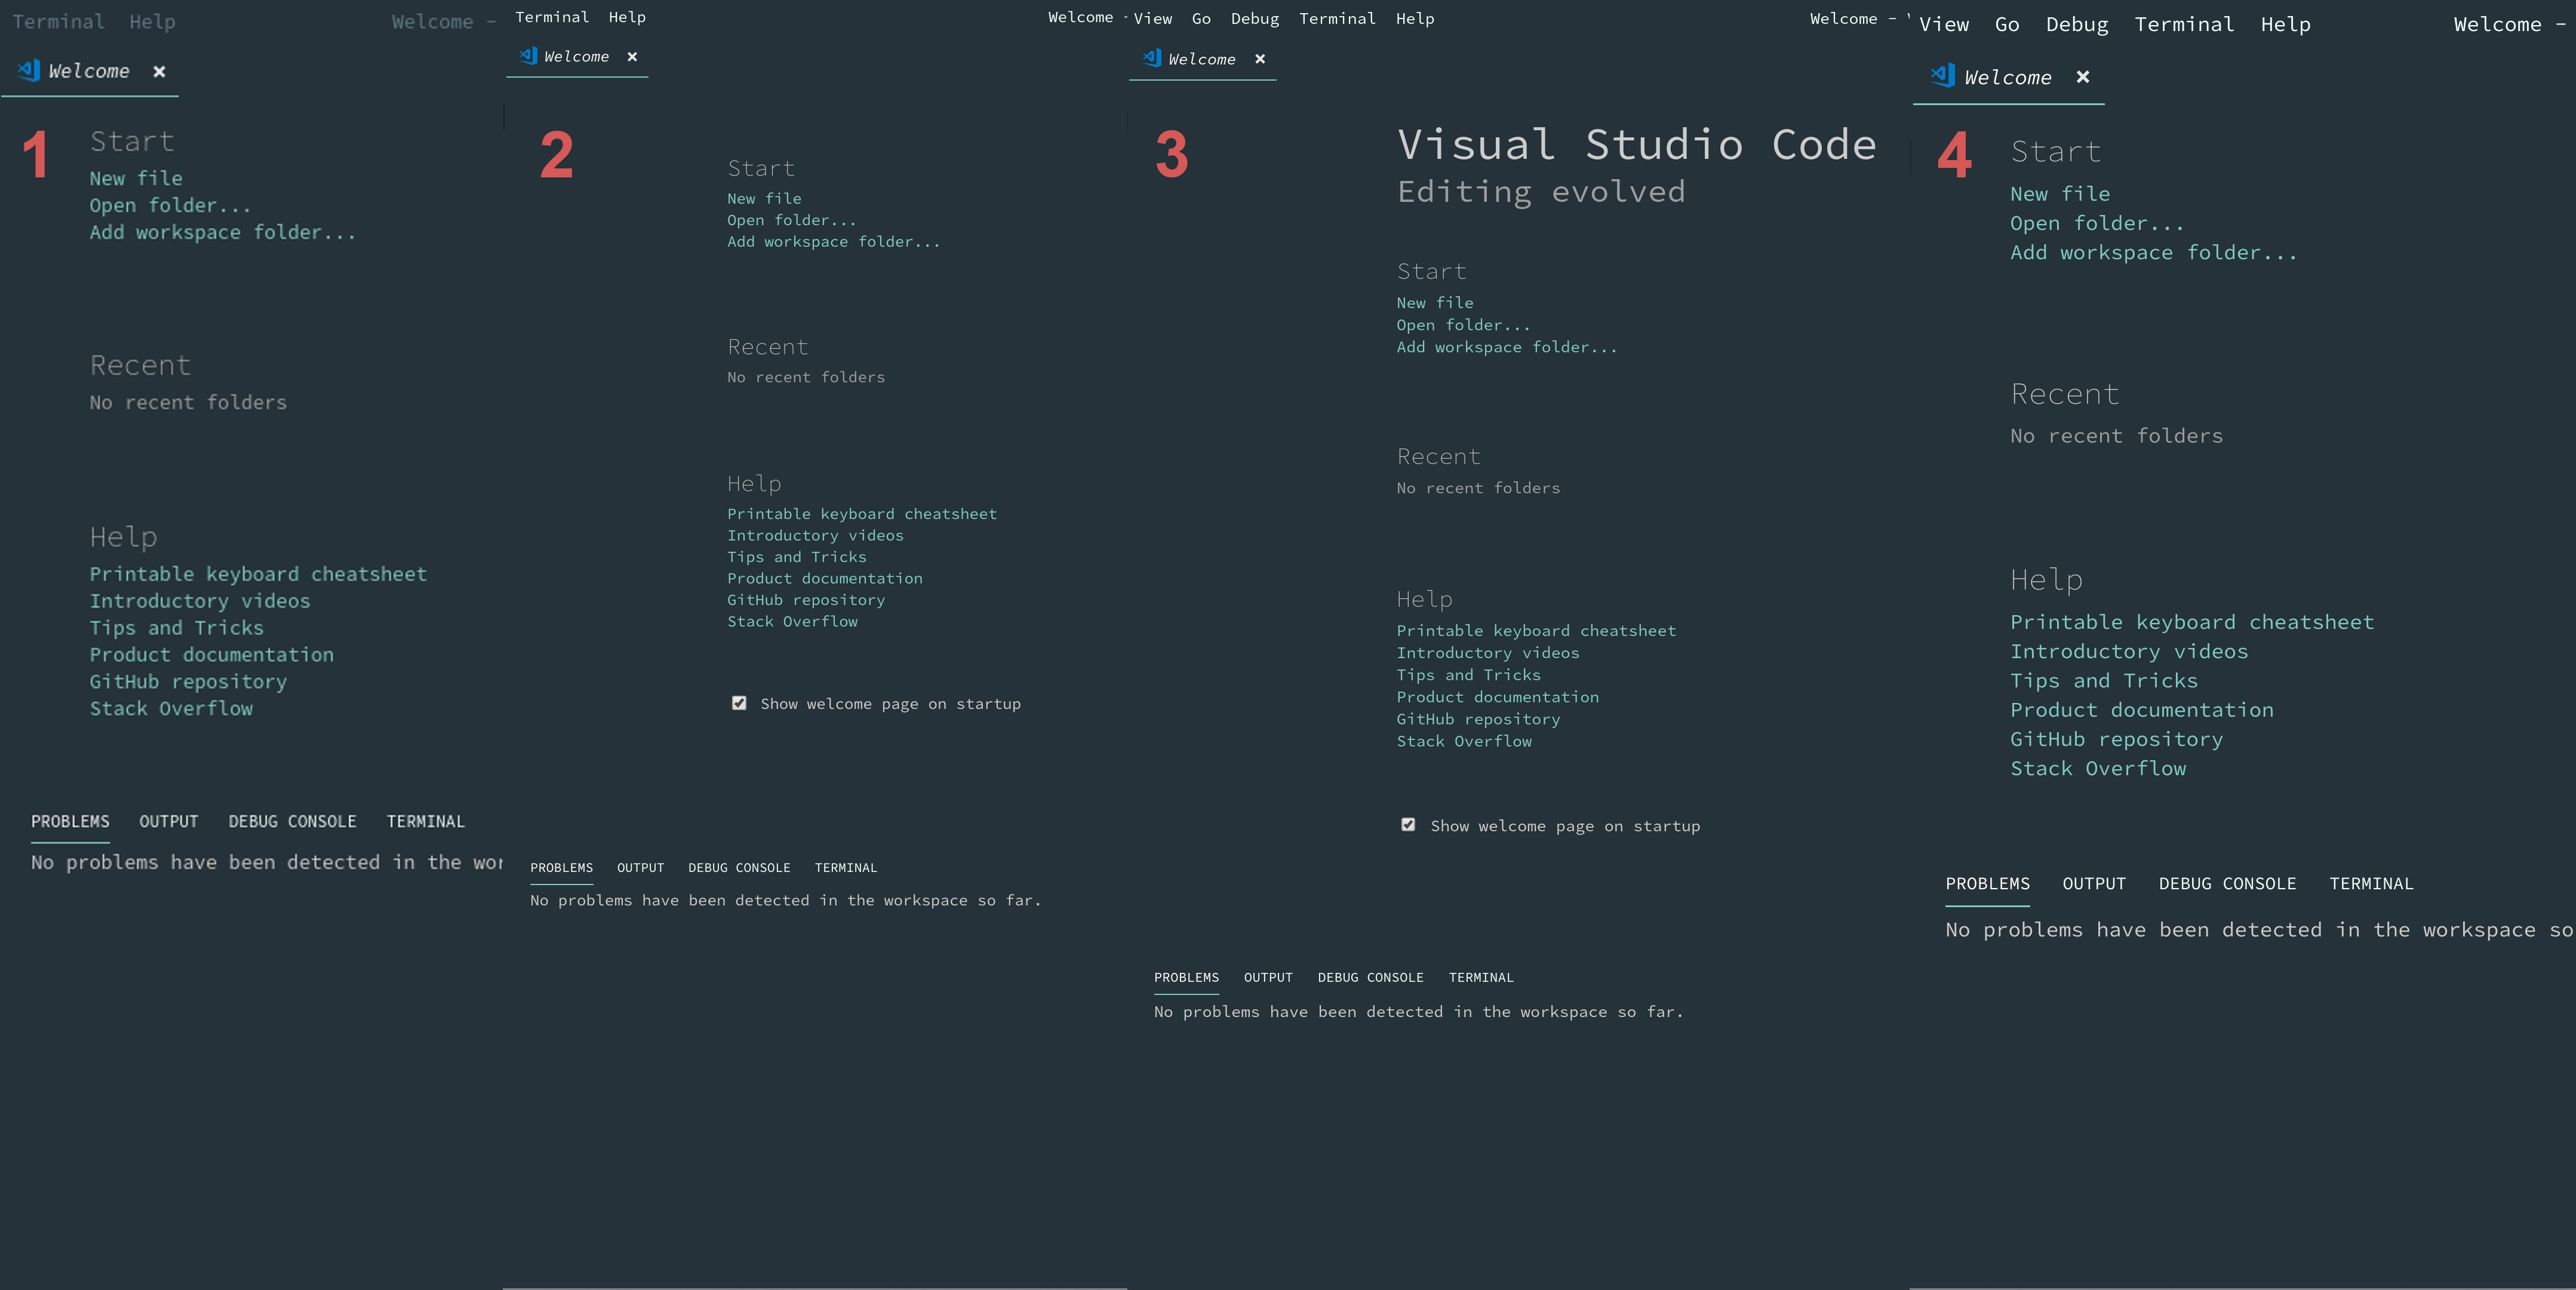 Terminal Help Welcome -
Welcome ×
1
Start
New file
Open folder...
Add workspace folder...
Recent
No recent folders
Help
Printable keyboard cheatsheet
Introductory videos
Tips and Tricks
Product documentation
GitHub repository
Stack Overflow
PROBLEMS OUTPUT DEBUG CONSOLE TERMINAL
No problems have been detected in the wor
Terminal Help Welcome -
Welcome ×
2
Start
New file
Open folder...
Add workspace folder...
Recent
No recent folders
Help
Printable keyboard cheatsheet
Introductory videos
Tips and Tricks
Product documentation
GitHub repository
Stack Overflow
Show welcome page on startup
PROBLEMS OUTPUT DEBUG CONSOLE TERMINAL
No problems have been detected in the workspace so far.
View Go Debug Terminal Help Welcome -
Welcome ×
3
Visual Studio Code
Editing evolved
Start
New file
Open folder...
Add workspace folder...
Recent
No recent folders
Help
Printable keyboard cheatsheet
Introductory videos
Tips and Tricks
Product documentation
GitHub repository
Stack Overflow
Show welcome page on startup
PROBLEMS OUTPUT DEBUG CONSOLE TERMINAL
No problems have been detected in the workspace so far.
View Go Debug Terminal Help Welcome -
Welcome ×
4
Start
New file
Open folder...
Add workspace folder...
Recent
No recent folders
Help
Printable keyboard cheatsheet
Introductory videos
Tips and Tricks
Product documentation
GitHub repository
Stack Overflow
PROBLEMS OUTPUT DEBUG CONSOLE TERMINAL
No problems have been detected in the workspace so